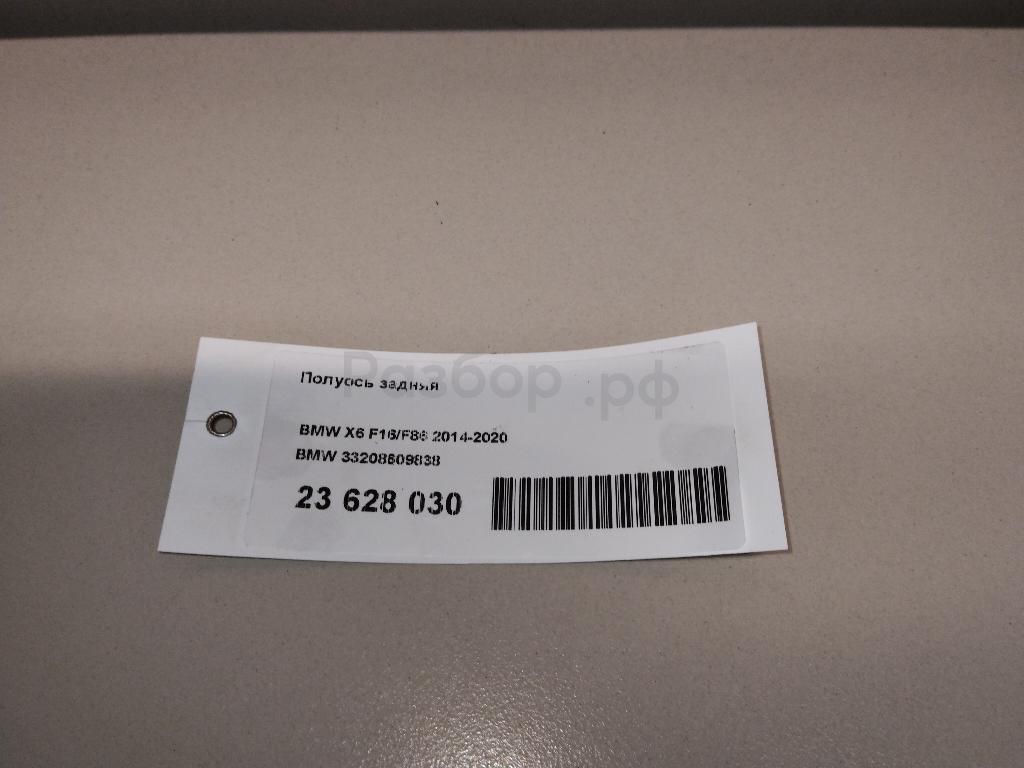 Разбор.рф
Полуось задняя
BMW X6 F16/F86 2014-2020
BMW 33208609838
23 628 030